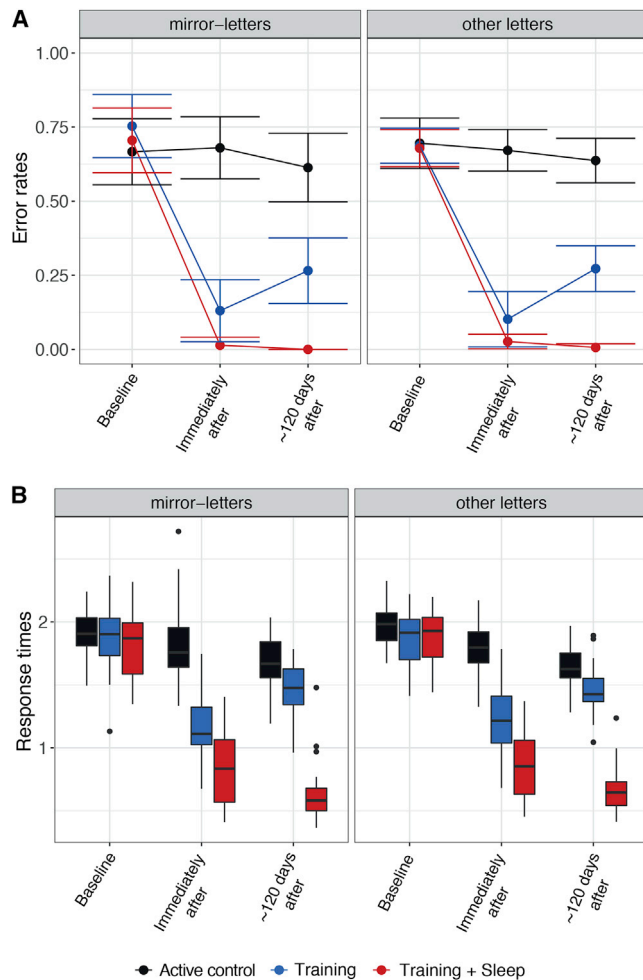 A
mirror−letters
other letters
Error rates
1.00
0.75
0.50
0.25
0.00
Baseline
Immediately
after
~120 days
after
Baseline
Immediately
after
~120 days
after
B
mirror−letters
other letters
Response times
2
1
Baseline
Immediately
after
~120 days
after
Baseline
Immediately
after
~120 days
after
Active control Training Training + Sleep